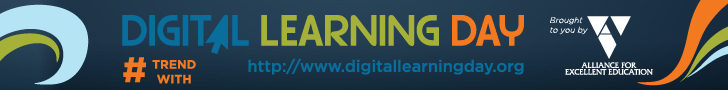 DIGITAL LEARNING DAY
# TREND
WITH
http://www.digitallearningday.org
Brought
to you by
ALLIANCE FOR
EXCELLENT EDUCATION